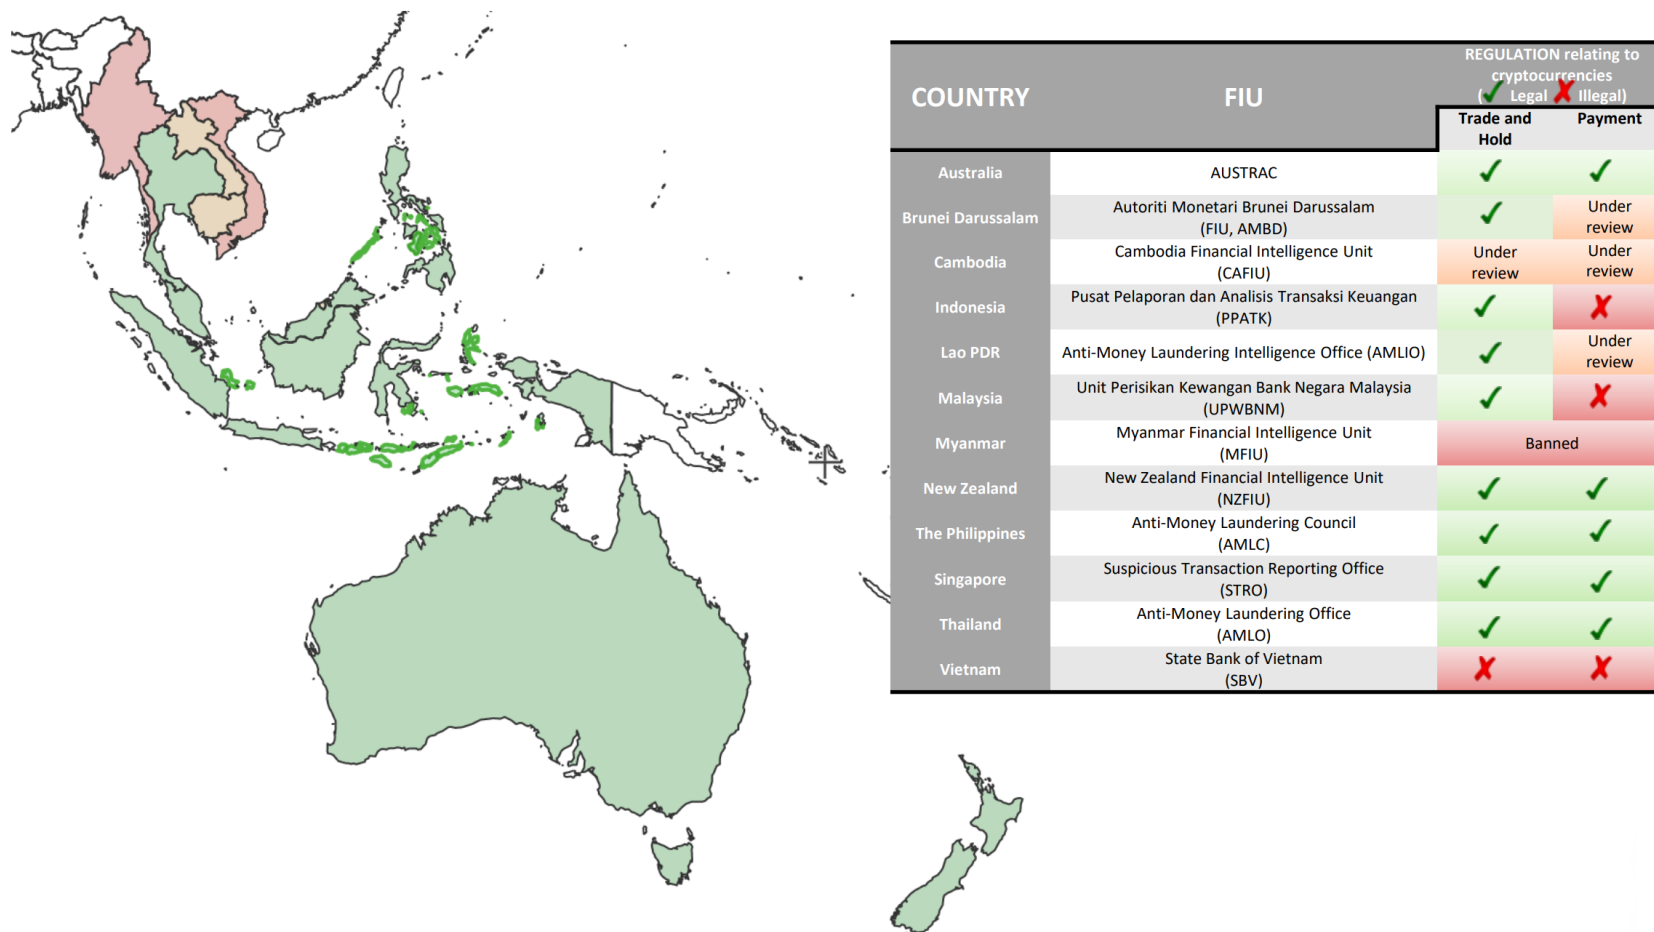 COUNTRY
FIU
REGULATION relating to
cryptocurrencies
(✓ Legal ✗ Illegal)
Trade and
Hold
Payment
Australia
AUSTRAC
✓
✓
Brunei Darussalam
Autoriti Monetari Brunei Darussalam
(FIU, AMBD)
✓
Under
review
Cambodia
Cambodia Financial Intelligence Unit
(CAFIU)
Under
review
Under
review
Indonesia
Pusat Pelaporan dan Analisis Transaksi Keuangan
(PPATK)
✓
✗
Lao PDR
Anti-Money Laundering Intelligence Office (AMLIO)
✓
Under
review
Malaysia
Unit Perisikan Kewangan Bank Negara Malaysia
(UPWBNM)
✓
✗
Myanmar
Myanmar Financial Intelligence Unit
(MFIU)
Banned
New Zealand
New Zealand Financial Intelligence Unit
(NZFIU)
✓
✓
The Philippines
Anti-Money Laundering Council
(AMLC)
✓
✓
Singapore
Suspicious Transaction Reporting Office
(STRO)
✓
✓
Thailand
Anti-Money Laundering Office
(AMLO)
✓
✓
Vietnam
State Bank of Vietnam
(SBV)
✗
✗